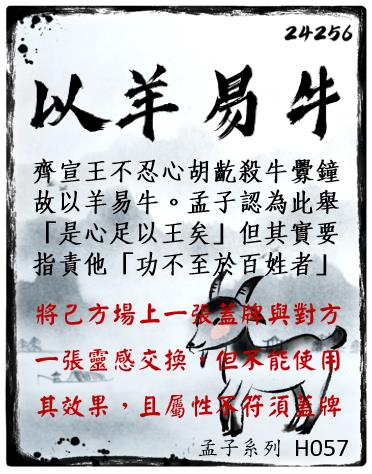 24256
以羊易牛
齊宣王不忍心胡齕殺牛釁鐘
故以羊易牛。孟子認為此舉
「是心足以王矣」但其實要
指責他「功不至於百姓者」
將己方場上一張蓋牌與對方
一張靈感交換，但不能使用
其效果，且屬性不符須蓋牌
孟子系列 H057